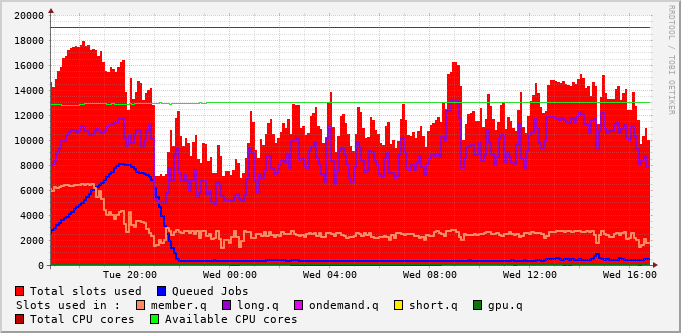 20000
18000
16000
14000
12000
10000
8000
6000
4000
2000
0
Tue 20:00 Wed 00:00 Wed 04:00 Wed 08:00 Wed 12:00 Wed 16:00
Total slots used Queued Jobs
Slots used in : member.q long.q ondemand.q short.q gpu.q
Total CPU cores Available CPU cores
RRDTOOL / TOBI OETIKER